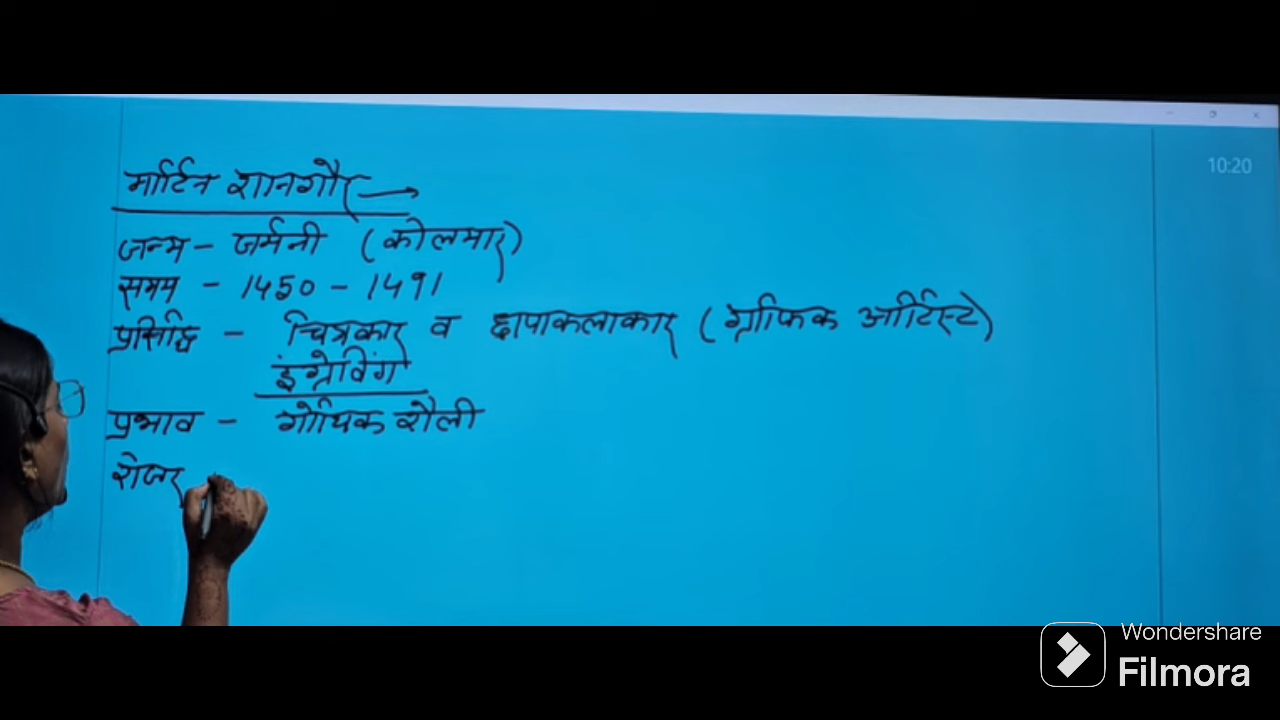 मार्टिन शानगौर →
जन्म – जर्मनी (कोलमार)
समय – 1450 – 1491
प्रसिद्धि – चित्रकार व छापाकलाकार (ग्राफिक आर्टिस्ट)
इंग्रेविंग
प्रभाव – गोथिक शैली
रोजर
10:20
Wondershare
Filmora